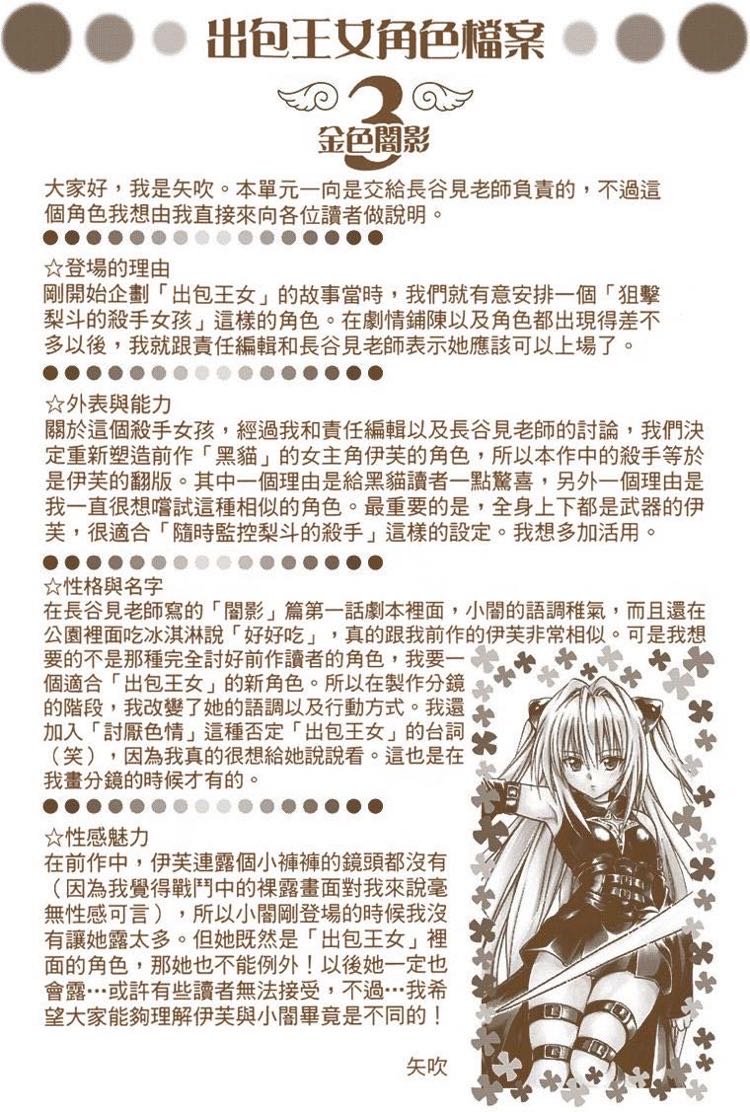 出包王女角色檔案
3
金色闇影
大家好，我是矢吹。本單元一向是交給長谷見老師負責的，不過這
個角色我想由我直接來向各位讀者做說明。
☆登場的理由
剛開始企劃「出包王女」的故事當時，我們就有意安排一個「狙擊
梨斗的殺手女孩」這樣的角色。在劇情鋪陳以及角色都出現得差不
多以後，我就跟責任編輯和長谷見老師表示她應該可以上場了。
☆外表與能力
關於這個殺手女孩，經過我和責任編輯以及長谷見老師的討論，我們決
定重新塑造前作「黑貓」的女主角伊芙的角色，所以本作中的殺手等於
是伊芙的翻版。其中一個理由是給黑貓讀者一點驚喜，另外一個理由是
我一直很想嚐試這種相似的角色。最重要的是，全身上下都是武器的伊
芙，很適合「隨時監控梨斗的殺手」這樣的設定。我想多加活用。
☆性格與名字
在長谷見老師寫的「闇影」篇第一話劇本裡面，小闇的語調稚氣，而且還在
公園裡面吃冰淇淋說「好好吃」，真的跟我前作的伊芙非常相似。可是我想
要的不是那種完全討好前作讀者的角色，我要一
個適合「出包王女」的新角色。所以在製作分鏡
的階段，我改變了她的語調以及行動方式。我還
加入「討厭色情」這種否定「出包王女」的台詞
（笑），因為我真的很想給她說說看。這也是在
我畫分鏡的時候才有的。
☆性感魅力
在前作中，伊芙連露個小褲褲的鏡頭都沒有
（因為我覺得戰鬥中的裸露畫面對我來說毫
無性感可言），所以小闇剛登場的時候我沒
有讓她露太多。但她既然是「出包王女」裡
面的角色，那她也不能例外！以後她一定也
會露…或許有些讀者無法接受，不過…我希
望大家能夠理解伊芙與小闇畢竟是不同的！
矢吹